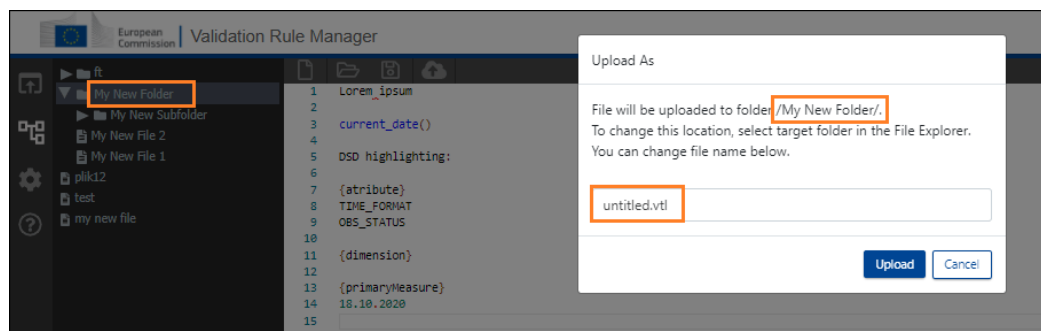 European
Commission
Validation Rule Manager
ft
My New Folder
My New Subfolder
My New File 2
My New File 1
plik12
test
my new file
1 Lorem ipsum
2
3 current_date()
4
5 DSD highlighting:
6
7 {atribute}
8 TIME_FORMAT
9 OBS_STATUS
10
11 {dimension}
12
13 {primaryMeasure}
14 18.10.2020
15
Upload As
File will be uploaded to folder /My New Folder/.
To change this location, select target folder in the File Explorer.
You can change file name below.
untitled.vtl
Upload Cancel